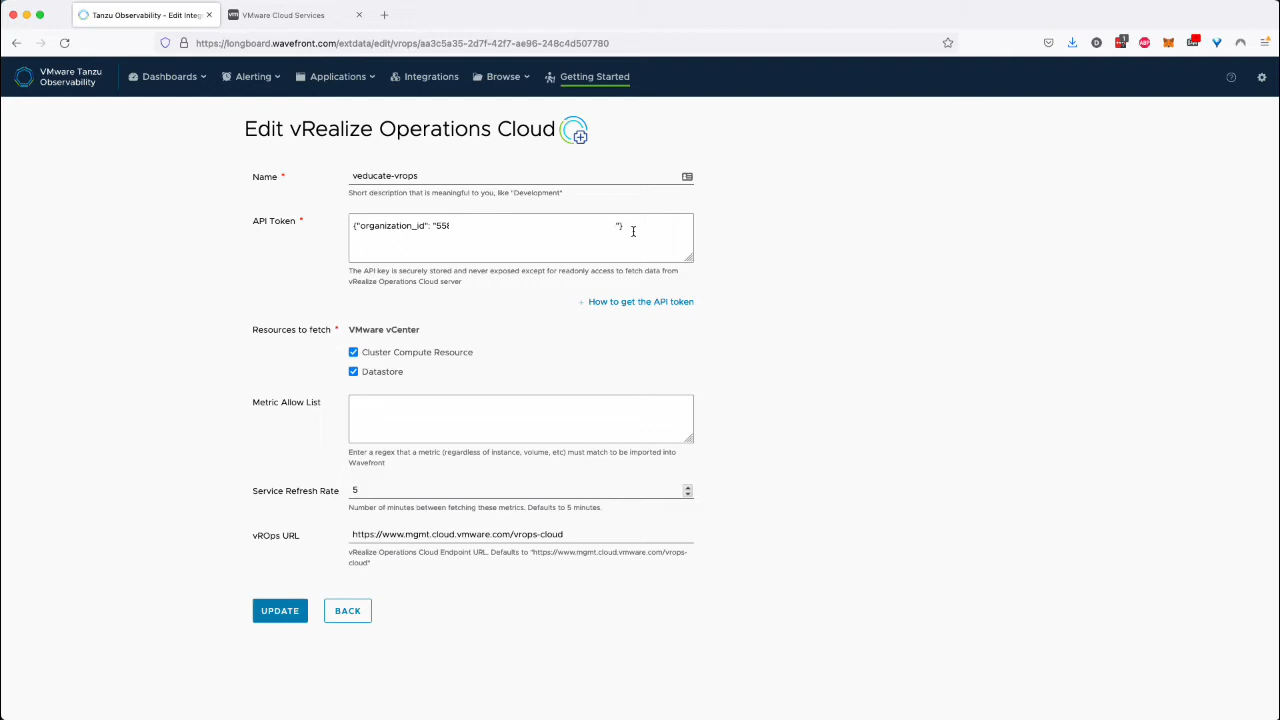 Tanzu Observability - Edit Integ
VMware Cloud Services
https://longboard.wavefront.com/extdata/edit/vrops/aa3c5a35-2d7f-42f7-ae96-248c4d507780
VMware Tanzu
Observability
Dashboards
Alerting
Applications
Integrations
Browse
Getting Started
Edit vRealize Operations Cloud
Name *
veducate-vrops
Short description that is meaningful to you, like "Development"
API Token *
{"organization_id": "558 "}
The API key is securely stored and never exposed except for readonly access to fetch data from
vRealize Operations Cloud server
+ How to get the API token
Resources to fetch *
VMware vCenter
Cluster Compute Resource
Datastore
Metric Allow List
Enter a regex that a metric (regardless of instance, volume, etc) must match to be imported into
Wavefront
Service Refresh Rate
5
Number of minutes between fetching these metrics. Defaults to 5 minutes.
vROps URL
https://www.mgmt.cloud.vmware.com/vrops-cloud
vRealize Operations Cloud Endpoint URL. Defaults to "https://www.mgmt.cloud.vmware.com/vrops-
cloud"
UPDATE
BACK